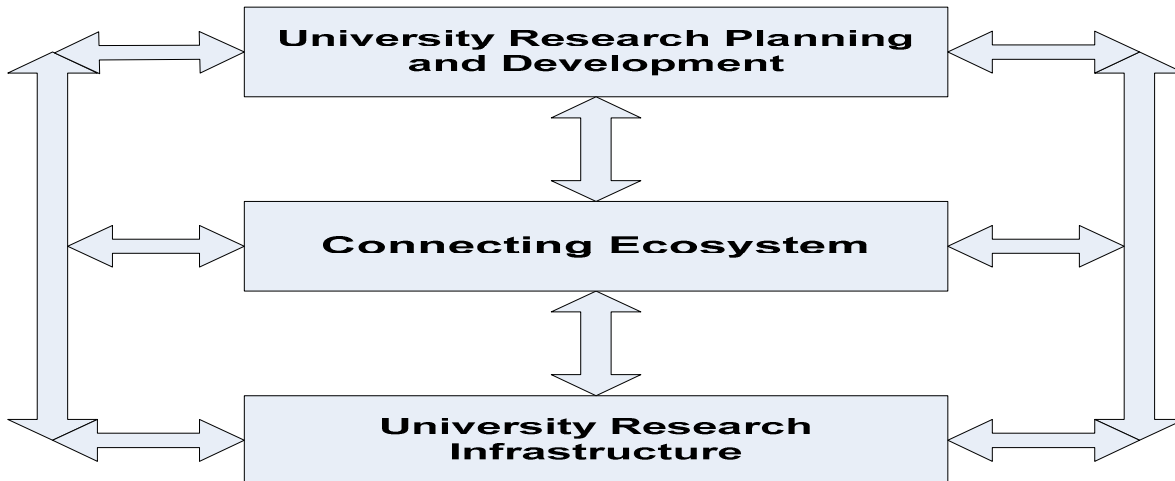 University Research Planning
and Development
Connecting Ecosystem
University Research
Infrastructure